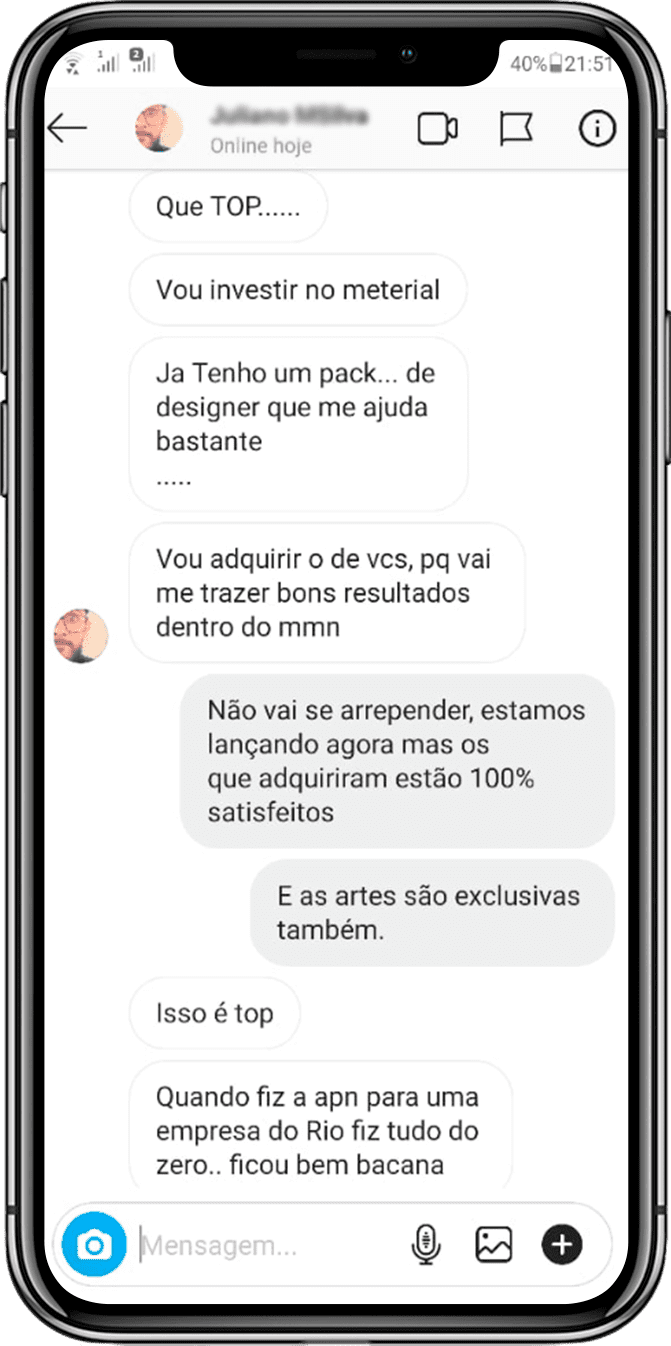 1 2 40% 21:51
Online hoje
Que TOP......
Vou investir no meterial
Ja Tenho um pack... de
designer que me ajuda
bastante
.....
Vou adquirir o de vcs, pq vai
me trazer bons resultados
dentro do mmn
Não vai se arrepender, estamos
lançando agora mas os
que adquiriram estão 100%
satisfeitos
E as artes são exclusivas
também.
Isso é top
Quando fiz a apn para uma
empresa do Rio fiz tudo do
zero.. ficou bem bacana
Mensagem...